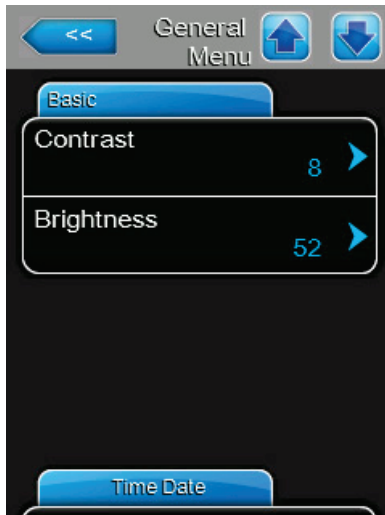 <<
General
Menu
Basic
Contrast
8
Brightness
52
Time Date